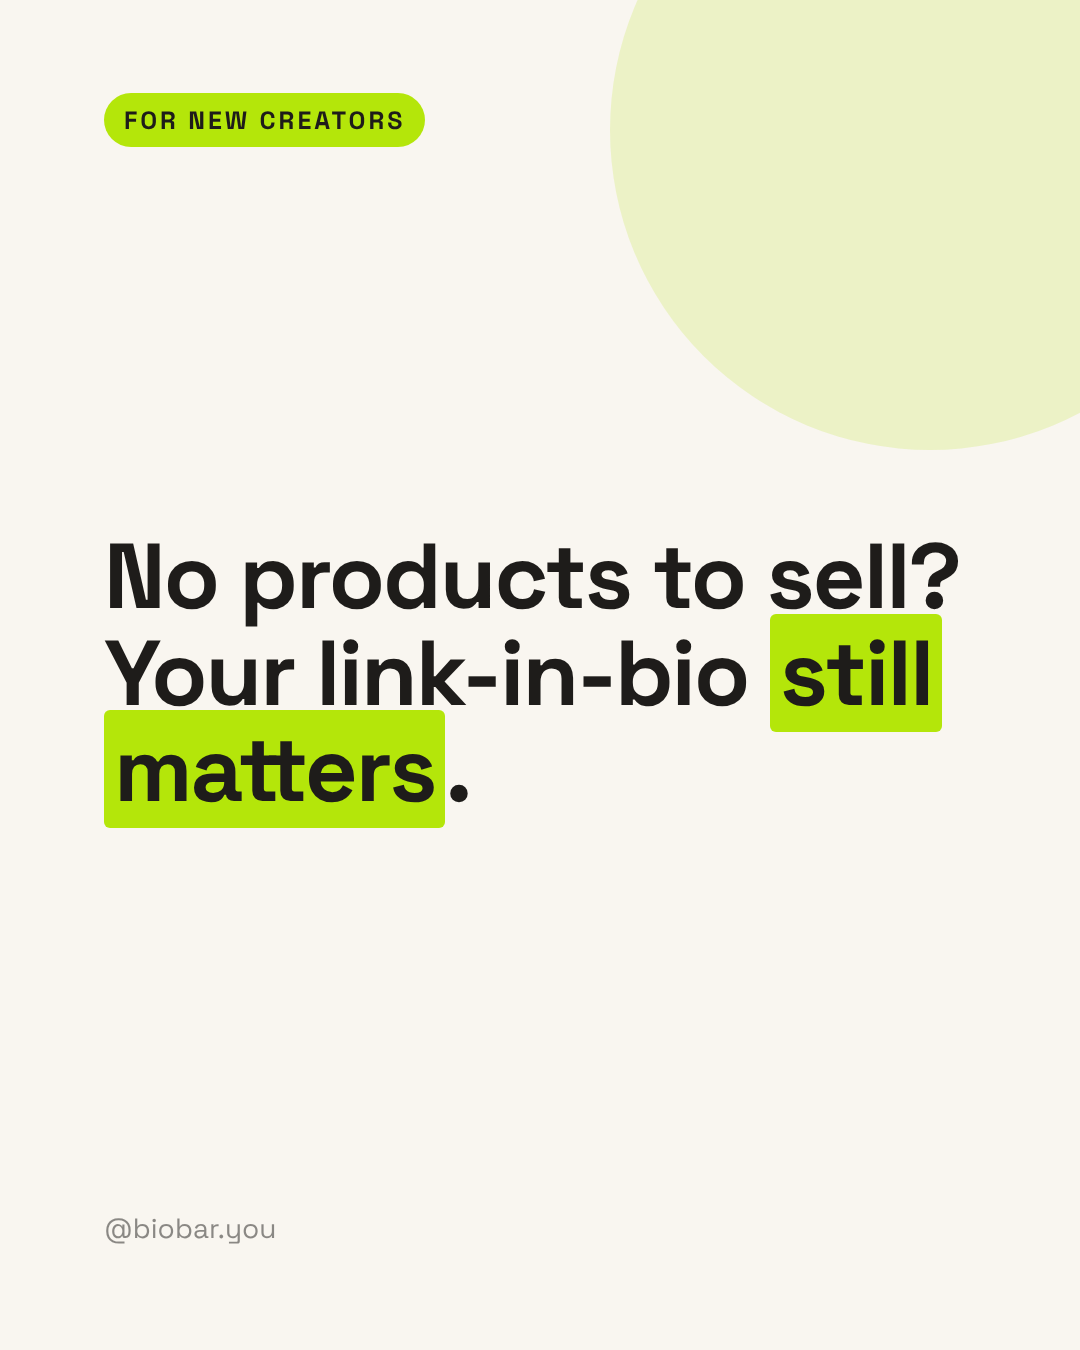 FOR NEW CREATORS
No products to sell?
Your link-in-bio still
matters.
@biobar.you